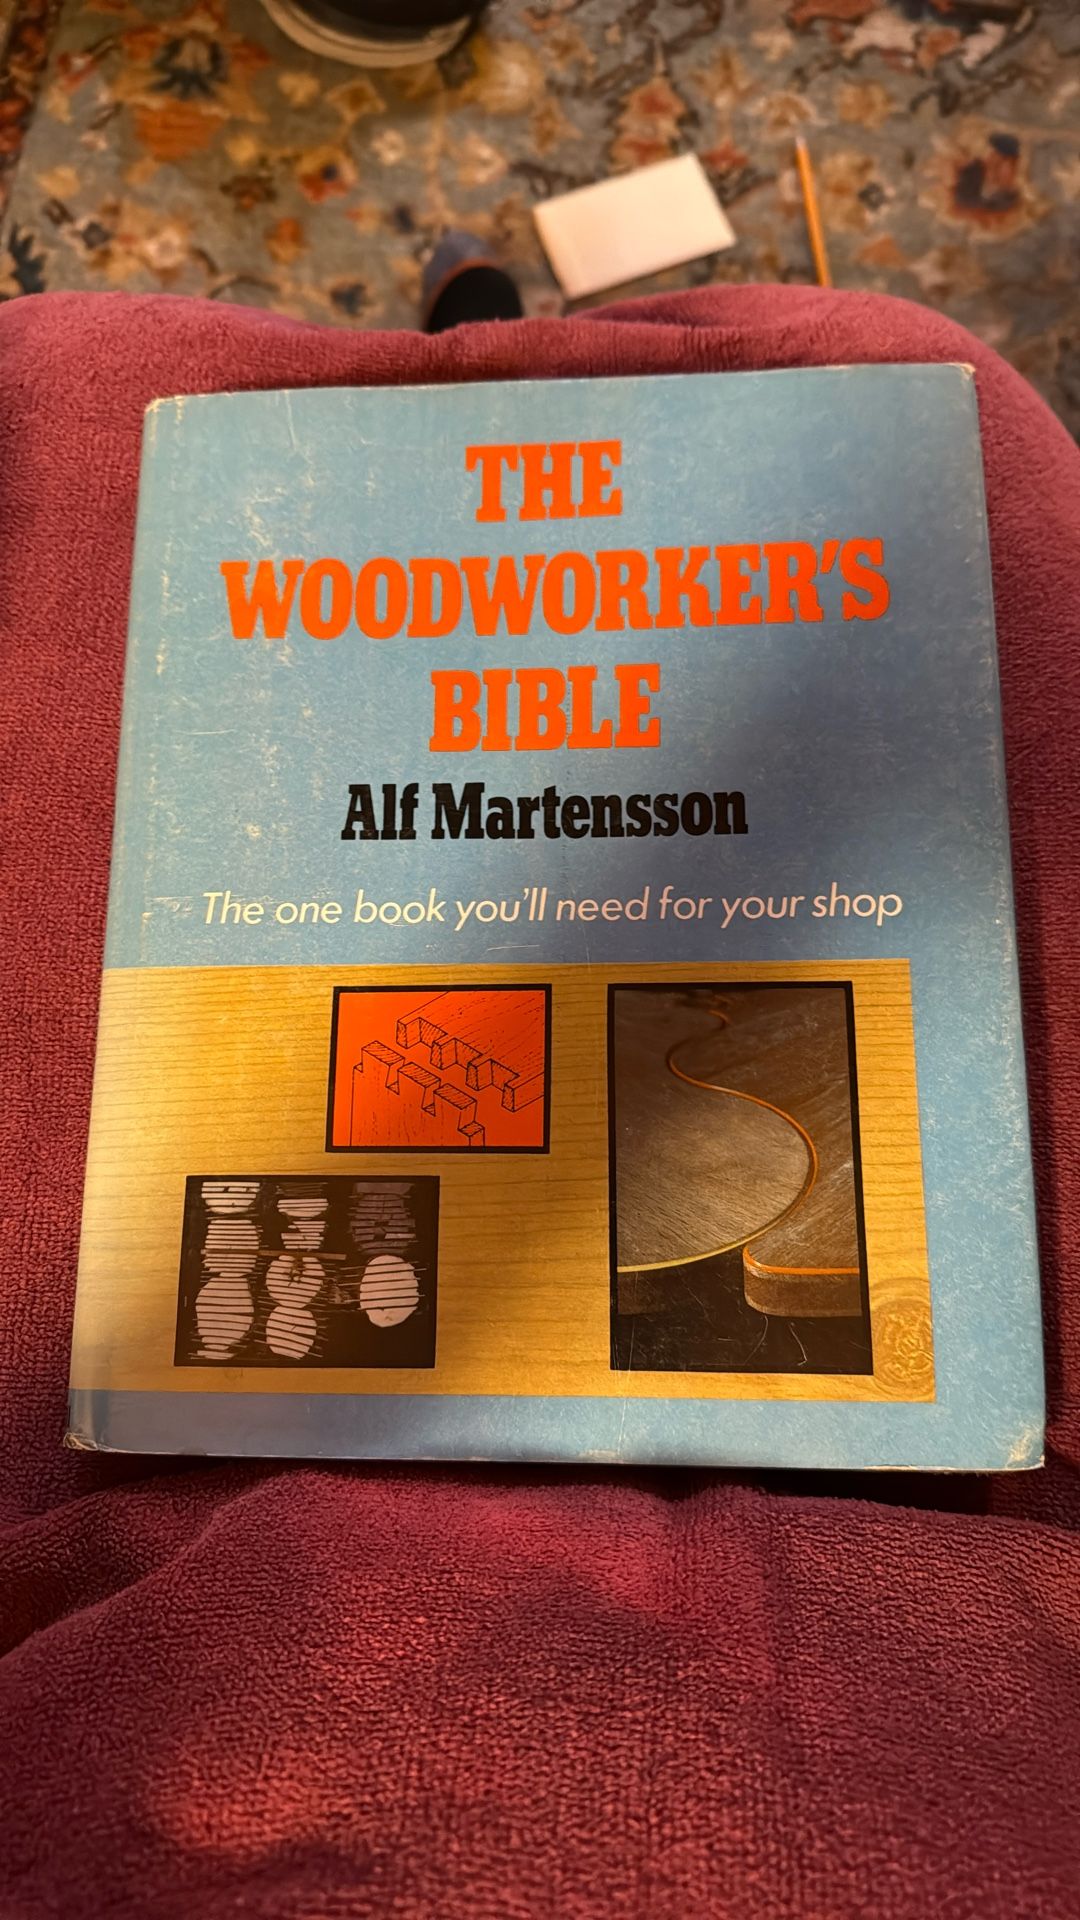 THE
WOODWORKER'S
BIBLE
Alf Martensson
The one book you'll need for your shop